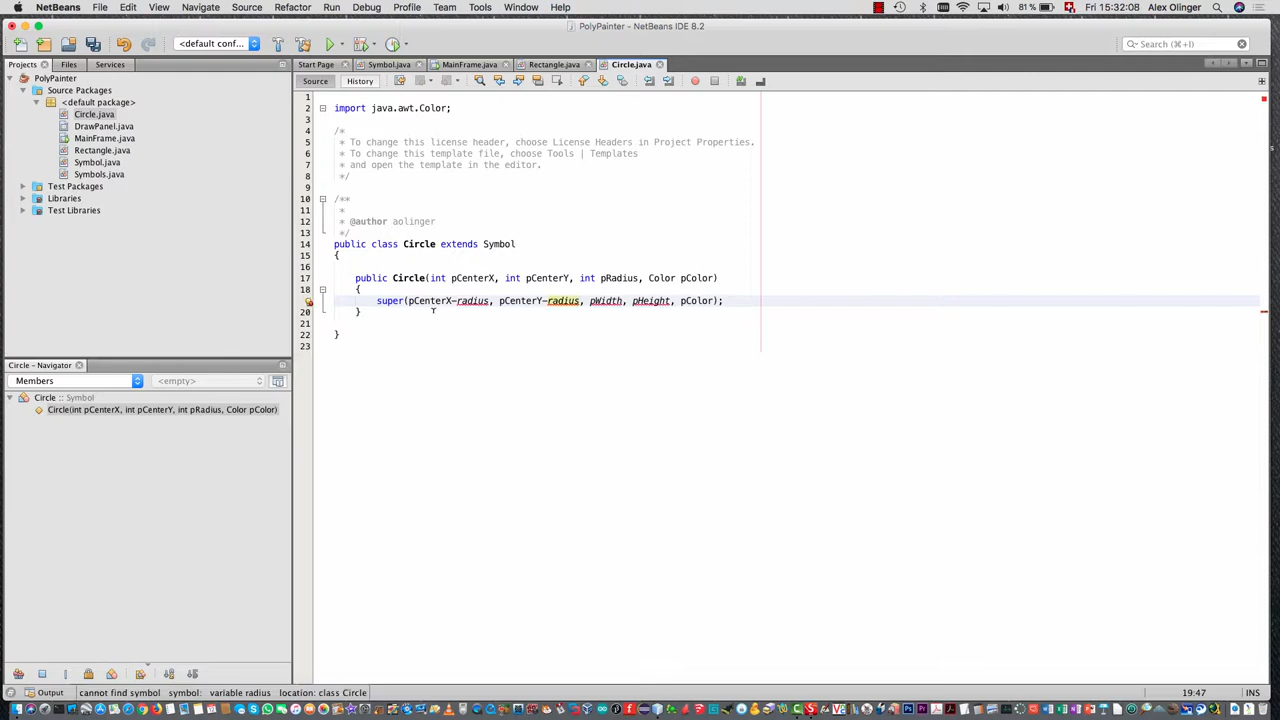 NetBeans File Edit View Navigate Source Refactor Run Debug Profile Team Tools Window Help 81% Fri 15:32:08 Alex Olinger
PolyPainter - NetBeans IDE 8.2
<default conf... Search (⌘+I)
Projects Files Services Start Page Symbol.java MainFrame.java Rectangle.java Circle.java
PolyPainter
Source Packages
<default package>
Circle.java
DrawPanel.java
MainFrame.java
Rectangle.java
Symbol.java
Symbols.java
Test Packages
Libraries
Test Libraries
Source History
1
2 import java.awt.Color;
3
4 /*
5 * To change this license header, choose License Headers in Project Properties.
6 * To change this template file, choose Tools | Templates
7 * and open the template in the editor.
8 */
9
10 /**
11 *
12 * @author aolinger
13 */
14 public class Circle extends Symbol
15 {
16
17 public Circle(int pCenterX, int pCenterY, int pRadius, Color pColor)
18 {
super(pCenterX-radius, pCenterY-radius, pWidth, pHeight, pColor);
20 }
21
22 }
23
Circle - Navigator
Members <empty>
Circle :: Symbol
Circle(int pCenterX, int pCenterY, int pRadius, Color pColor)
Output cannot find symbol symbol: variable radius location: class Circle 19:47 INS